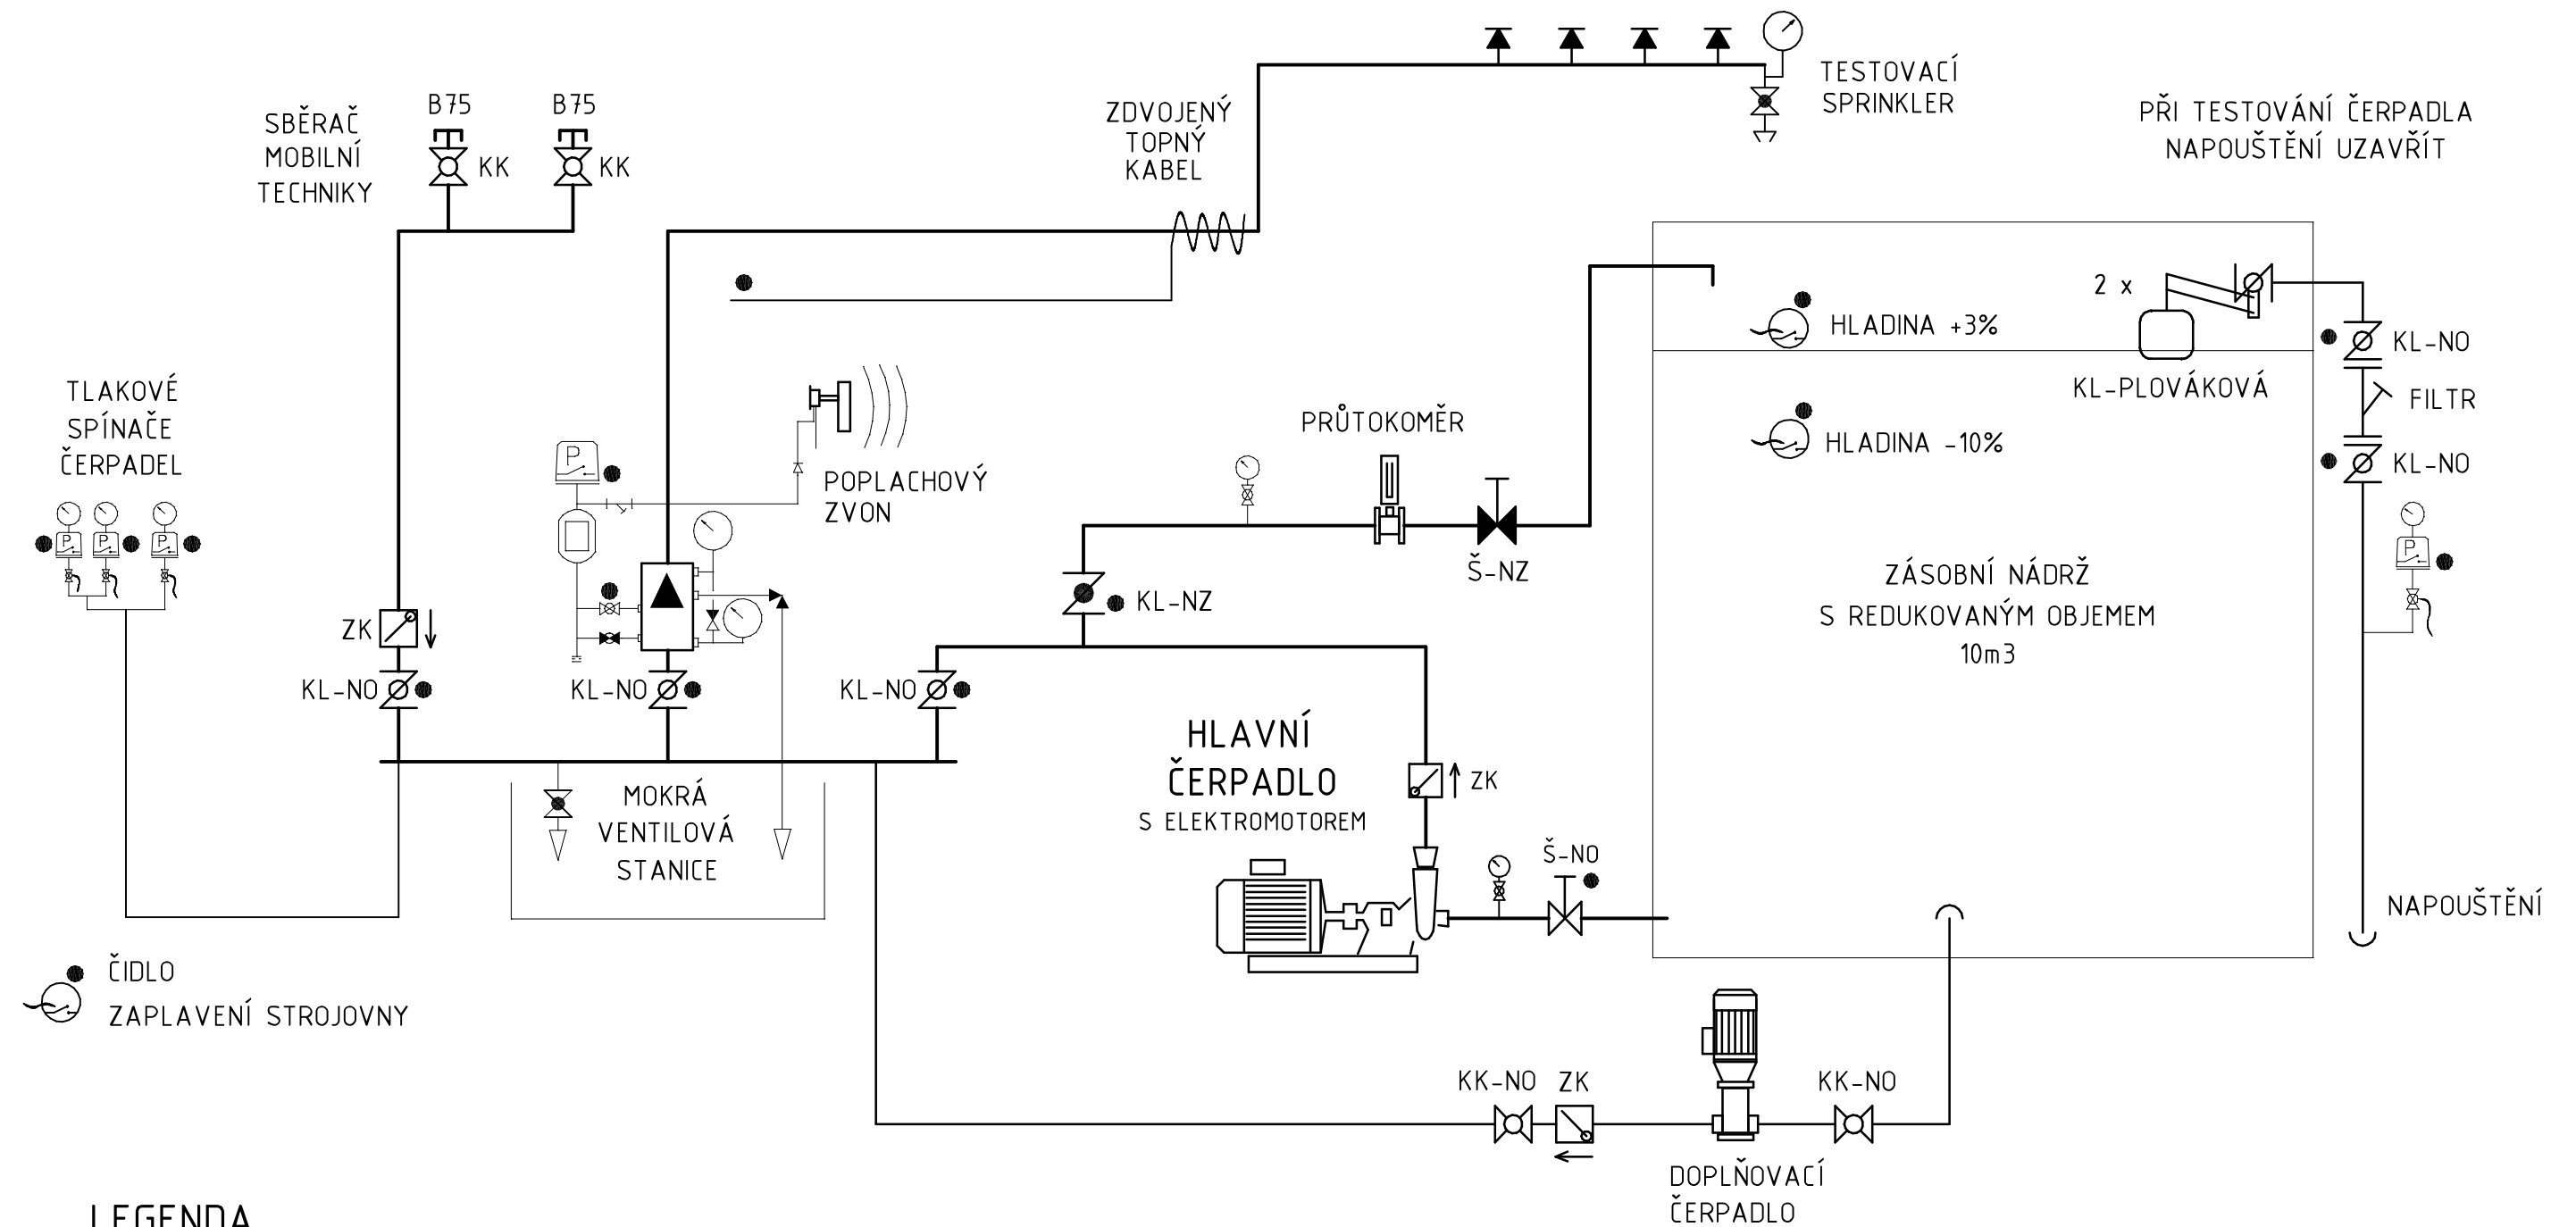 B75
B75
SBĚRAČ
MOBILNÍ
TECHNIKY
KK
KK
ZDVOJENÝ
TOPNÝ
KABEL
TESTOVACÍ
SPRINKLER
PŘI TESTOVÁNÍ ČERPADLA
NAPOUŠTĚNÍ UZAVŘÍT
2 x
HLADINA +3%
KL-PLOVÁKOVÁ
HLADINA -10%
KL-NO
FILTR
KL-NO
P
TLAKOVÉ
SPÍNAČE
ČERPADEL
P
P
P
P
POPLACHOVÝ
ZVON
PRŮTOKOMĚR
Š-NZ
KL-NZ
ZÁSOBNÍ NÁDRŽ
S REDUKOVANÝM OBJEMEM
10m3
ZK
KL-NO
KL-NO
KL-NO
HLAVNÍ
ČERPADLO
S ELEKTROMOTOREM
ZK
Š-NO
MOKRÁ
VENTILOVÁ
STANICE
NAPOUŠTĚNÍ
ČIDLO
ZAPLAVENÍ STROJOVNY
KK-NO
ZK
KK-NO
DOPLŇOVACÍ
ČERPADLO
LEGENDA